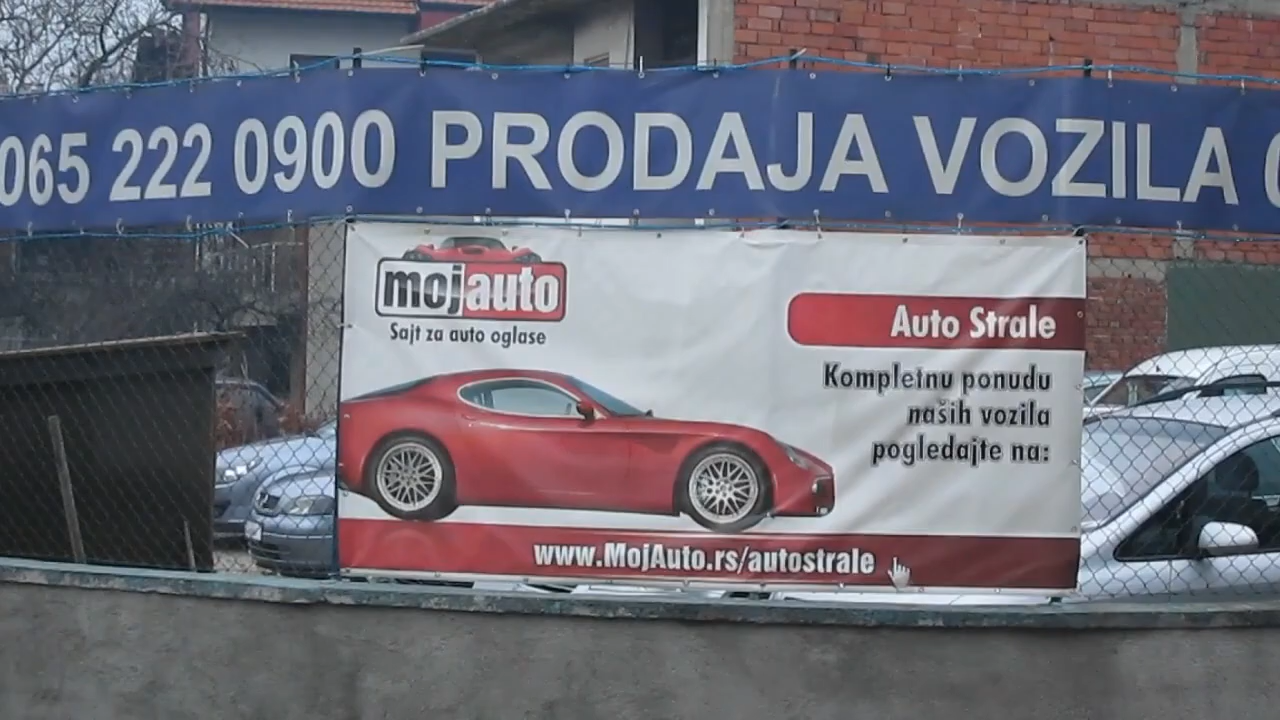 065 222 0900 PRODAJA VOZILA
mojauto
Sajt za auto oglase
Auto Strale
Kompletnu ponudu
naših vozila
pogledajte na:
www.MojAuto.rs/autostrale